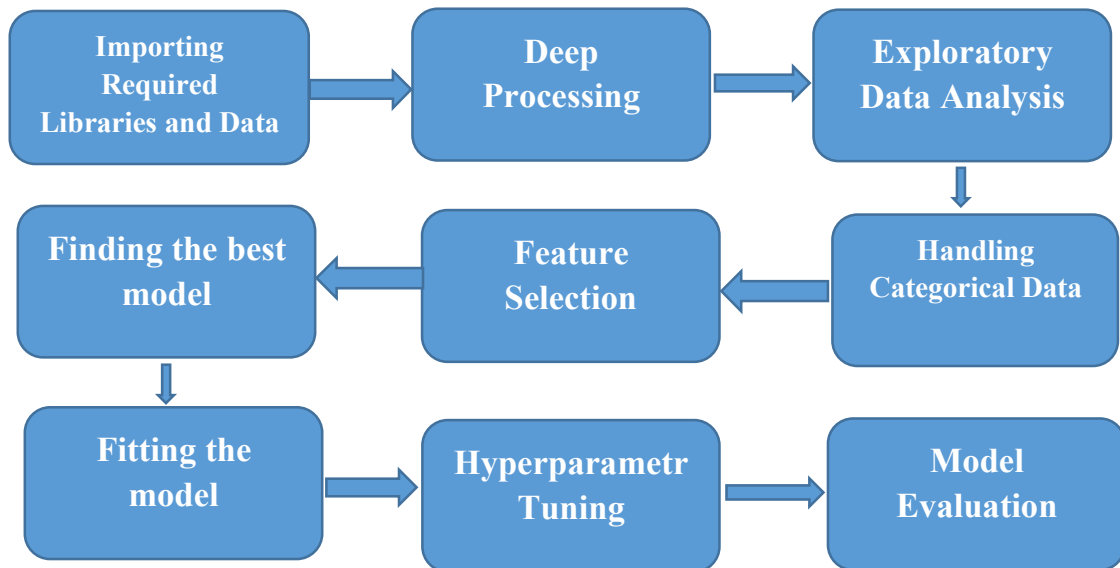 Importing
Required
Libraries and Data
Deep
Processing
Exploratory
Data Analysis
Handling
Categorical Data
Feature
Selection
Finding the best
model
Fitting the
model
Hyperparametr
Tuning
Model
Evaluation